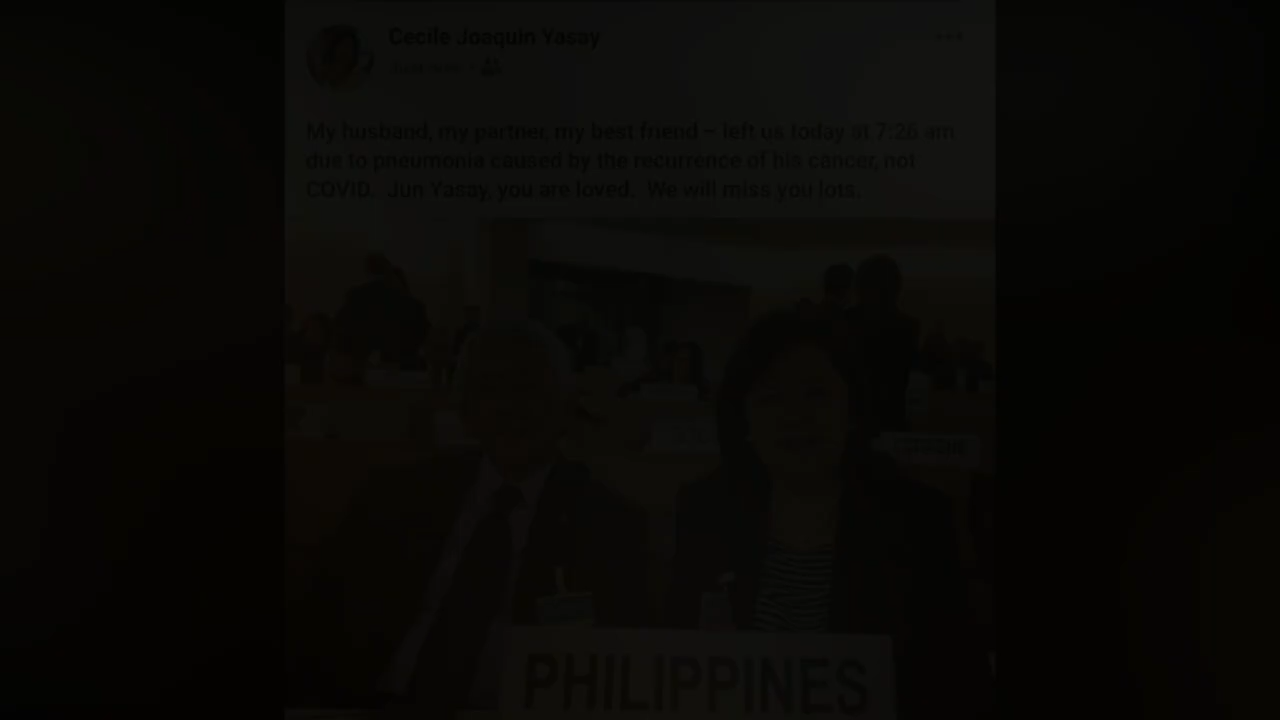 Cecile Joaquin Yasay
Just now
My husband, my partner, my best friend – left us today at 7:26 am
due to pneumonia caused by the recurrence of his cancer, not
COVID. Jun Yasay, you are loved. We will miss you lots.
PHILIPPINES